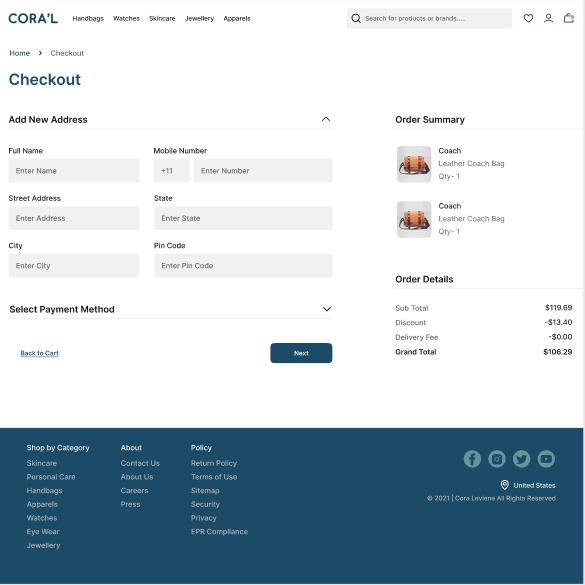 CORA'L
Handbags Watches Skincare Jewellery Apparels
Search for products or brands.....
Home > Checkout
Checkout
Add New Address
Full Name
Enter Name
Mobile Number
+11 Enter Number
Street Address
Enter Address
State
Enter State
City
Enter City
Pin Code
Enter Pin Code
Select Payment Method
Back to Cart
Next
Order Summary
Coach
Leather Coach Bag
Qty- 1
Coach
Leather Coach Bag
Qty- 1
Order Details
Sub Total $119.69
Discount -$13.40
Delivery Fee -$0.00
Grand Total $106.29
Shop by Category
Skincare
Personal Care
Handbags
Apparels
Watches
Eye Wear
Jewellery
About
Contact Us
About Us
Careers
Press
Policy
Return Policy
Terms of Use
Sitemap
Security
Privacy
EPR Compliance
United States
© 2021 | Cora Leviene All Rights Reserved